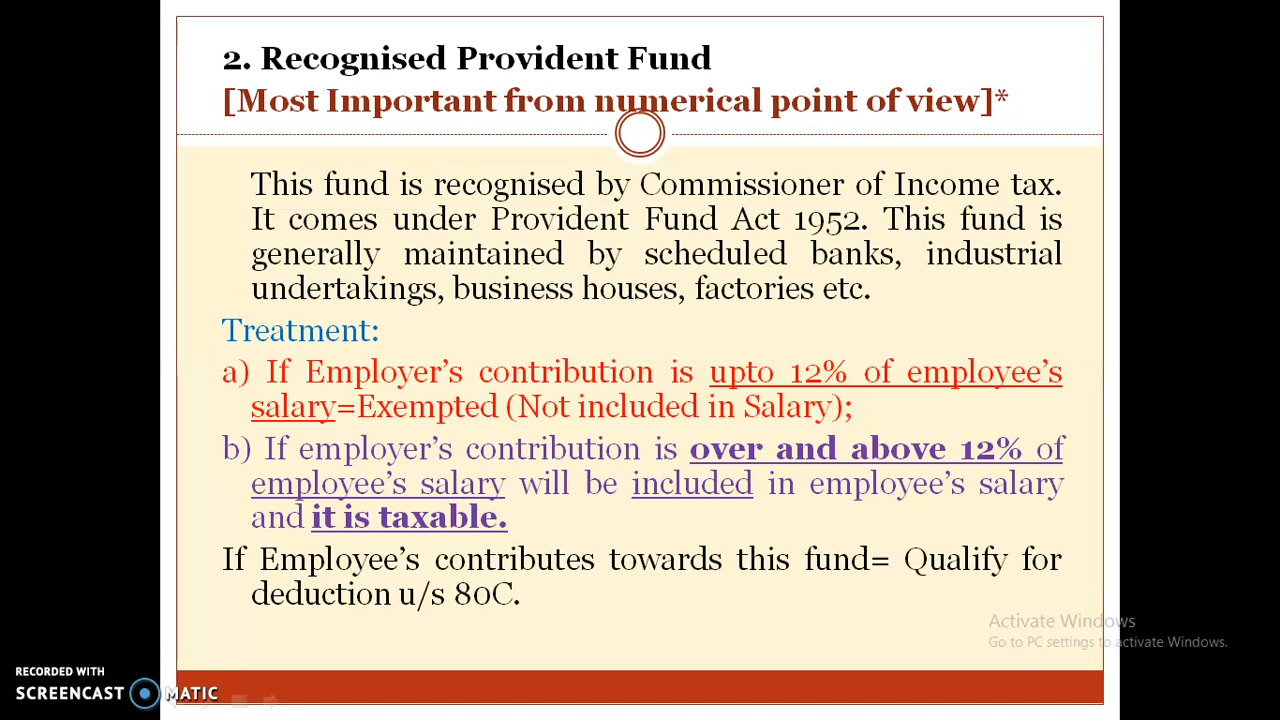 2. Recognised Provident Fund
[Most Important from numerical point of view]*
This fund is recognised by Commissioner of Income tax.
It comes under Provident Fund Act 1952. This fund is
generally maintained by scheduled banks, industrial
undertakings, business houses, factories etc.
Treatment:
a) If Employer's contribution is upto 12% of employee's
salary=Exempted (Not included in Salary);
b) If employer's contribution is over and above 12% of
employee's salary will be included in employee's salary
and it is taxable.
If Employee's contributes towards this fund= Qualify for
deduction u/s 80C.
Activate Windows
Go to PC settings to activate Windows.
RECORDED WITH
SCREENCAST MATIC